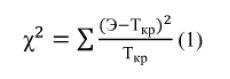 χ² = ∑ (Э−Tкр)² / Tкр (1)